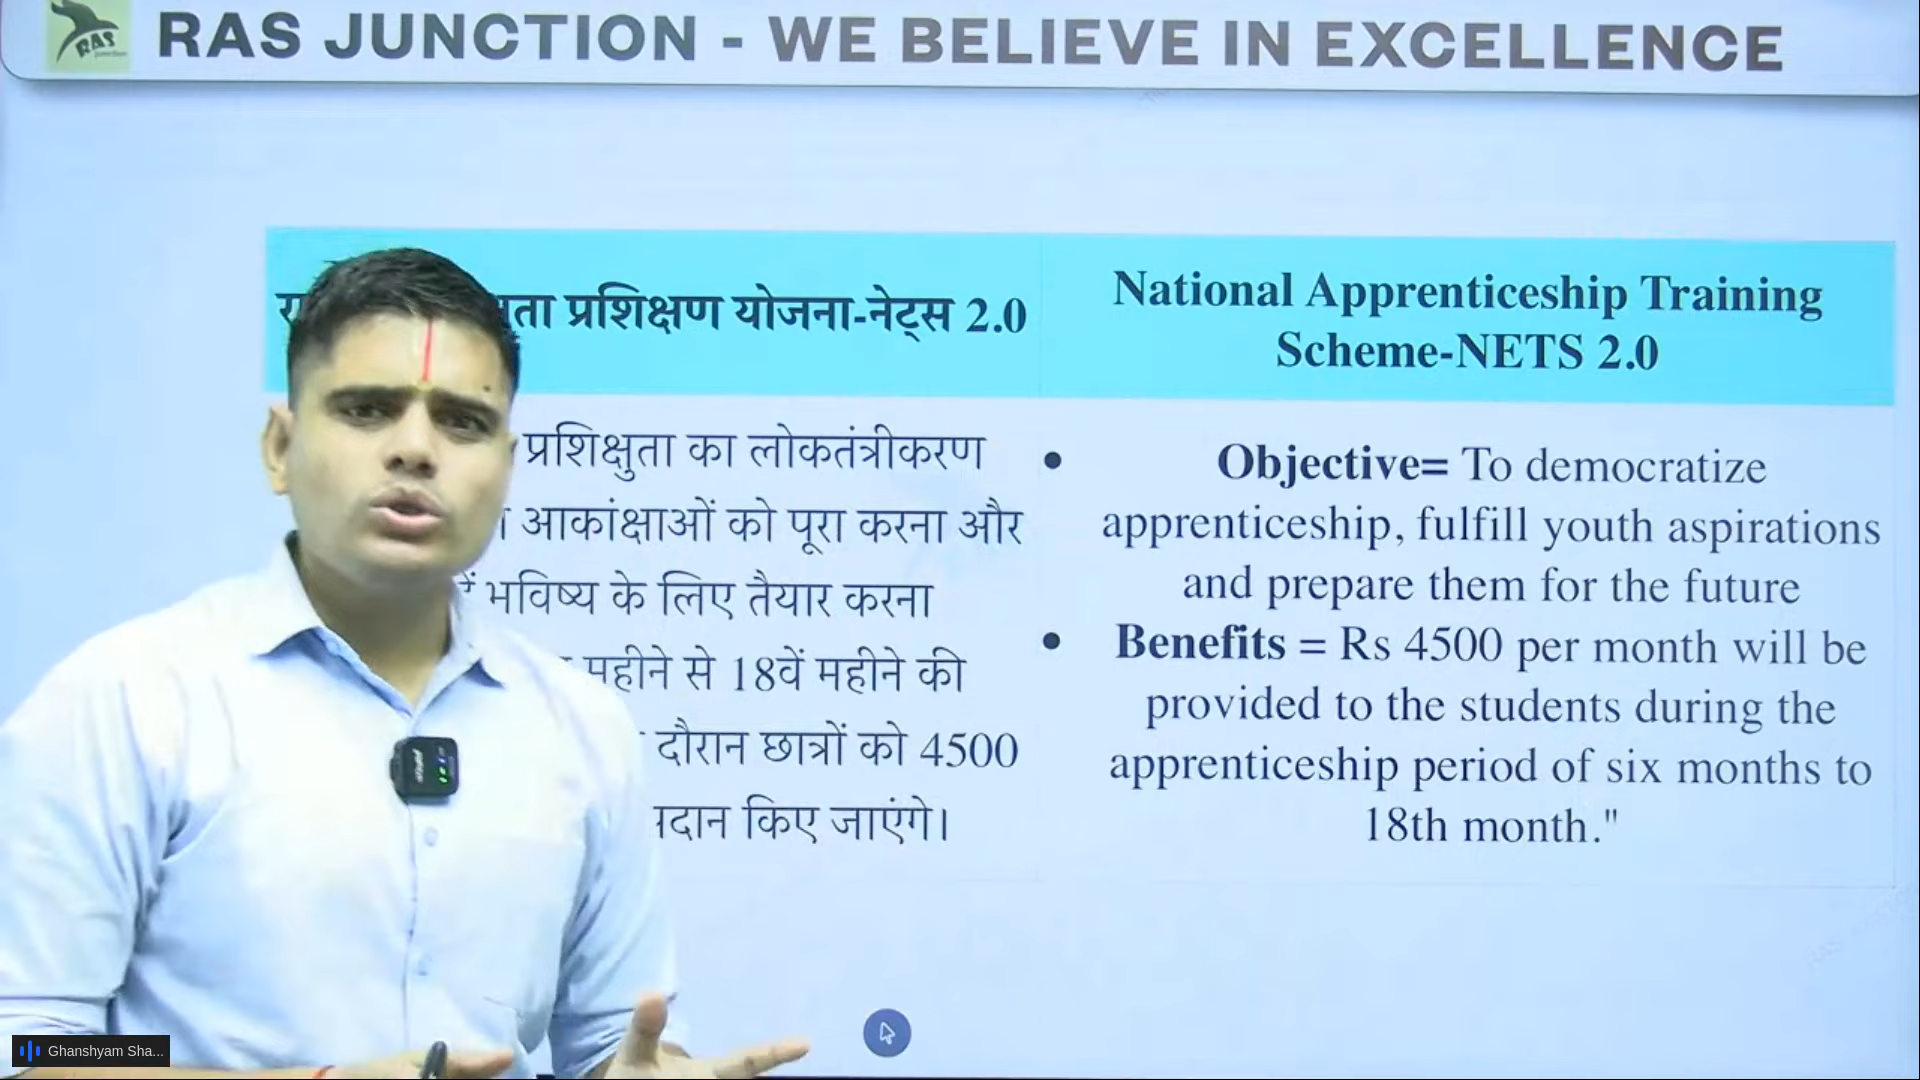 RAS JUNCTION - WE BELIEVE IN EXCELLENCE
RAS
प्रशिक्षण योजना-नेट्स 2.0
National Apprenticeship Training
Scheme-NETS 2.0
प्रशिक्षुता का लोकतंत्रीकरण
आकांक्षाओं को पूरा करना और
भविष्य के लिए तैयार करना
महीने से 18वें महीने की
दौरान छात्रों को 4500
किए जाएंगे।
• Objective= To democratize
apprenticeship, fulfill youth aspirations
and prepare them for the future
• Benefits = Rs 4500 per month will be
provided to the students during the
apprenticeship period of six months to
18th month."
Ghanshyam Sha...